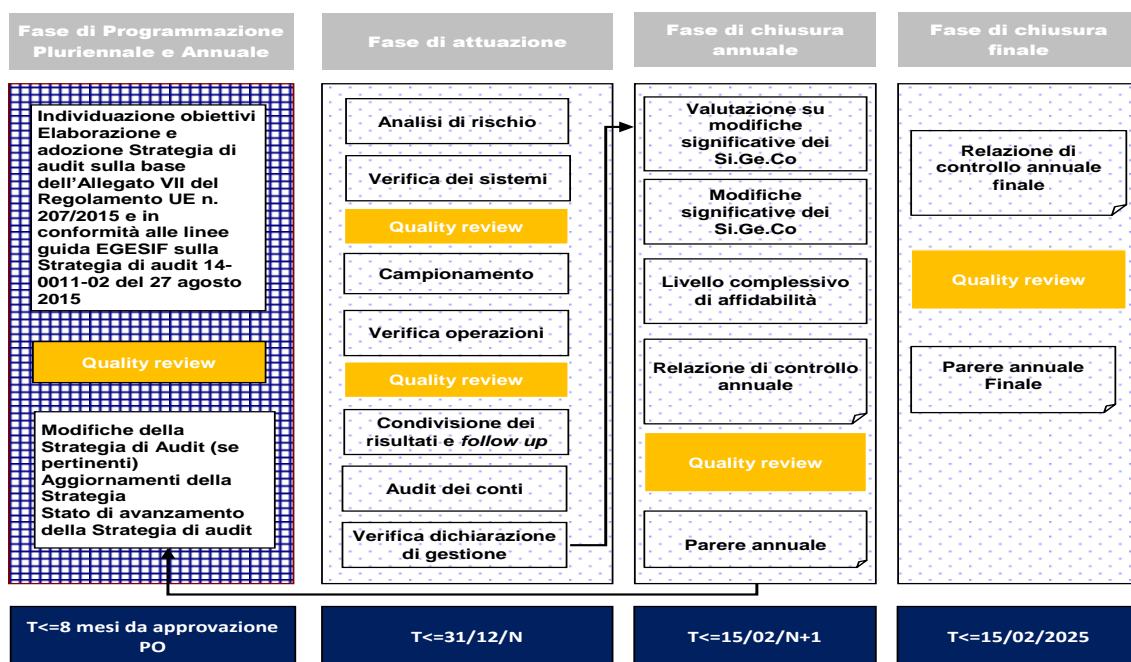 Fase di Programmazione
Pluriennale e Annuale
Individuazione obiettivi
Elaborazione e
adozione Strategia di
audit sulla base
dell'Allegato VII del
Regolamento UE n.
207/2015 e in
conformità alle linee
guida EGESIF sulla
Strategia di audit 14-
0011-02 del 27 agosto
2015
Quality review
Modifiche della
Strategia di Audit (se
pertinenti)
Aggiornamenti della
Strategia
Stato di avanzamento
della Strategia di audit
T<=8 mesi da approvazione
PO
Fase di attuazione
Analisi di rischio
Verifica dei sistemi
Quality review
Campionamento
Verifica operazioni
Quality review
Condivisione dei
risultati e follow up
Audit dei conti
Verifica dichiarazione
di gestione
T<=31/12/N
Fase di chiusura
annuale
Valutazione su
modifiche
significative dei
Si.Ge.Co
Modifiche
significative dei
Si.Ge.Co
Livello complessivo
di affidabilità
Relazione di controllo
annuale
Quality review
Parere annuale
T<=15/02/N+1
Fase di chiusura
finale
Relazione di
controllo annuale
finale
Quality review
Parere annuale
Finale
T<=15/02/2025